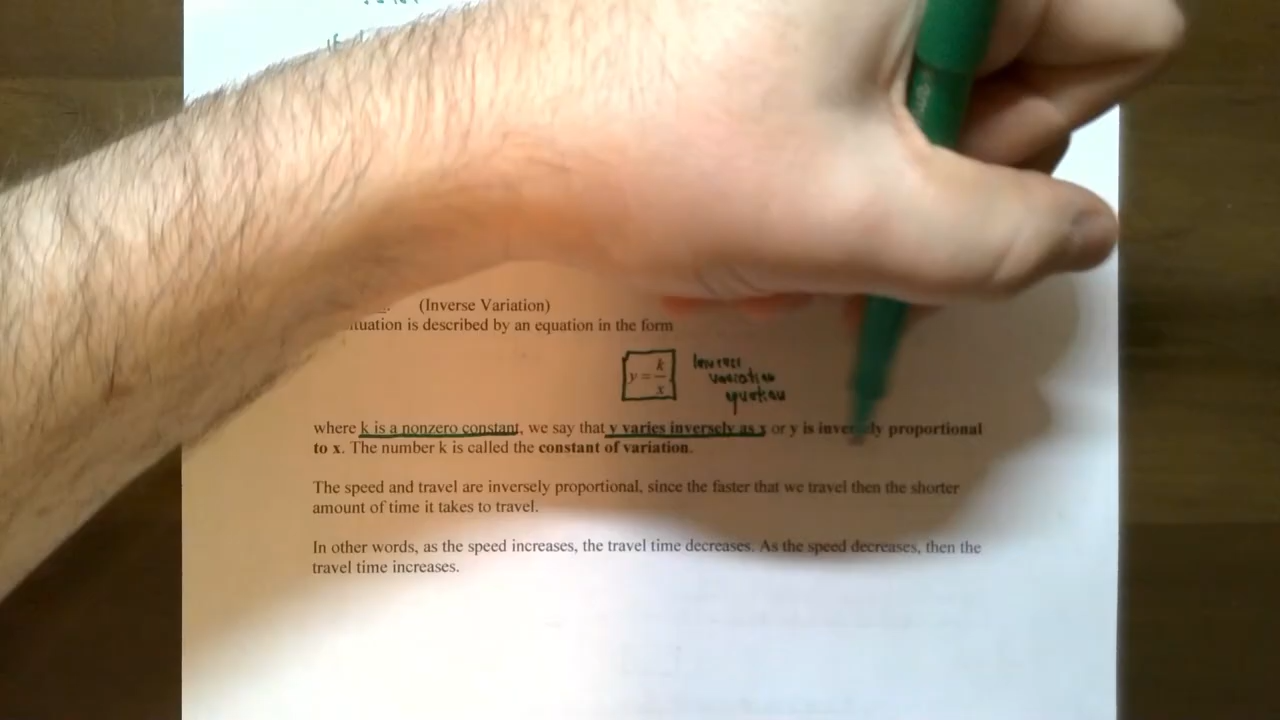 (Inverse Variation)
is described by an equation in the form
y = k/x
Inverse
variation
where k is a nonzero constant, we say that y varies inversely as x or y is inversely proportional
to x. The number k is called the constant of variation.
The speed and travel are inversely proportional, since the faster that we travel then the shorter
amount of time it takes to travel.
In other words, as the speed increases, the travel time decreases. As the speed decreases, then the
travel time increases.